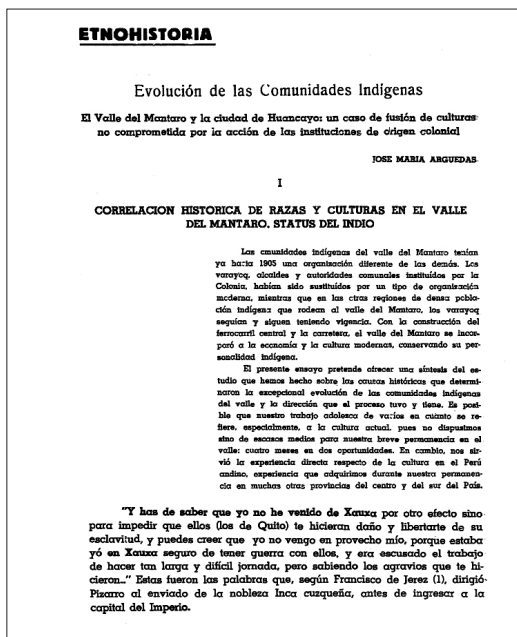 ETNOHISTORIA
Evolución de las Comunidades Indígenas
El Valle del Mantaro y la ciudad de Huancayo: un caso de fusión de culturas
no comprometida por la acción de las instituciones de origen colonial
JOSE MARIA ARGUEDAS
I
CORRELACION HISTORICA DE RAZAS Y CULTURAS EN EL VALLE
DEL MANTARO. STATUS DEL INDIO
Las cmunidades indígenas del valle del Mantaro tenían
ya hacia 1905 una organización diferente de las demás. Los
varayoq, alcaldes y autoridades comunales instituídos por la
Colonia, habían sido sustituídos por un tipo de organización
moderna, mientras que en las otras regiones de densa pobla-
ción indígena que rodean al valle del Mantaro, los varayoq
seguían y siguen teniendo vigencia. Con la construcción del
ferrocarril central y la carretera, el valle del Mantaro se incor-
poró a la economía y la cultura modernas, conservando su per-
sonalidad indígena.
El presente ensayo pretende ofrecer una síntesis del es-
tudio que hemos hecho sobre las causas históricas que determi-
naron la excepcional evolución de las comunidades indígenas
del valle y la dirección que el proceso tuvo y tiene. Es posi-
ble que nuestro trabajo adolezca de vacíos en cuanto se re-
fiere, especialmente, a la cultura actual, pues no dispusimos
sino de escasos medios para nuestra breve permanencia en el
valle: cuatro meses en dos oportunidades. En cambio, nos sir-
vió la experiencia directa respecto de la cultura en el Perú
andino, experiencia que adquirimos durante nuestra permanen-
cia en muchas otras provincias del centro y del sur del País.
"Y has de saber que yo no he venido de Xauxa por otro efecto sino
para impedir que ellos (los de Quito) te hicieran daño y libertarte de su
esclavitud, y puedes creer que yo no vengo en provecho mío, porque estaba
yó en Xauxa seguro de tener guerra con ellos, y era escusado el trabajo
de hacer tan larga y difícil jornada, pero sabiendo los agravios que te hi-
cieron..." Estas fueron las palabras que, según Francisco de Jerez (1), dirigió
Pizarro al enviado de la nobleza Inca cuzqueña, antes de ingresar a la
capital del Imperio.